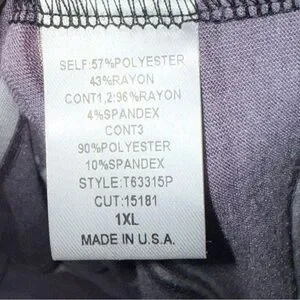 SELF:57%POLYESTER
43%RAYON
CONT1,2:96%RAYON
4%SPANDEX
CONT3
90%POLYESTER
10%SPANDEX
STYLE:T63315P
CUT:15181
1XL
MADE IN U.S.A.